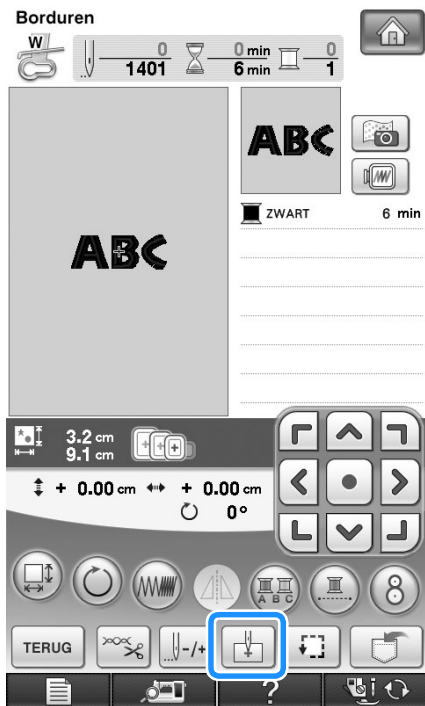 Borduren
W
0 0 min 0
1401 6 min 1
ABC
ZWART 6 min
ABC
3.2 cm
9.1 cm
+ 0.00 cm + 0.00 cm
0°
A B C
8
TERUG
-/+
?